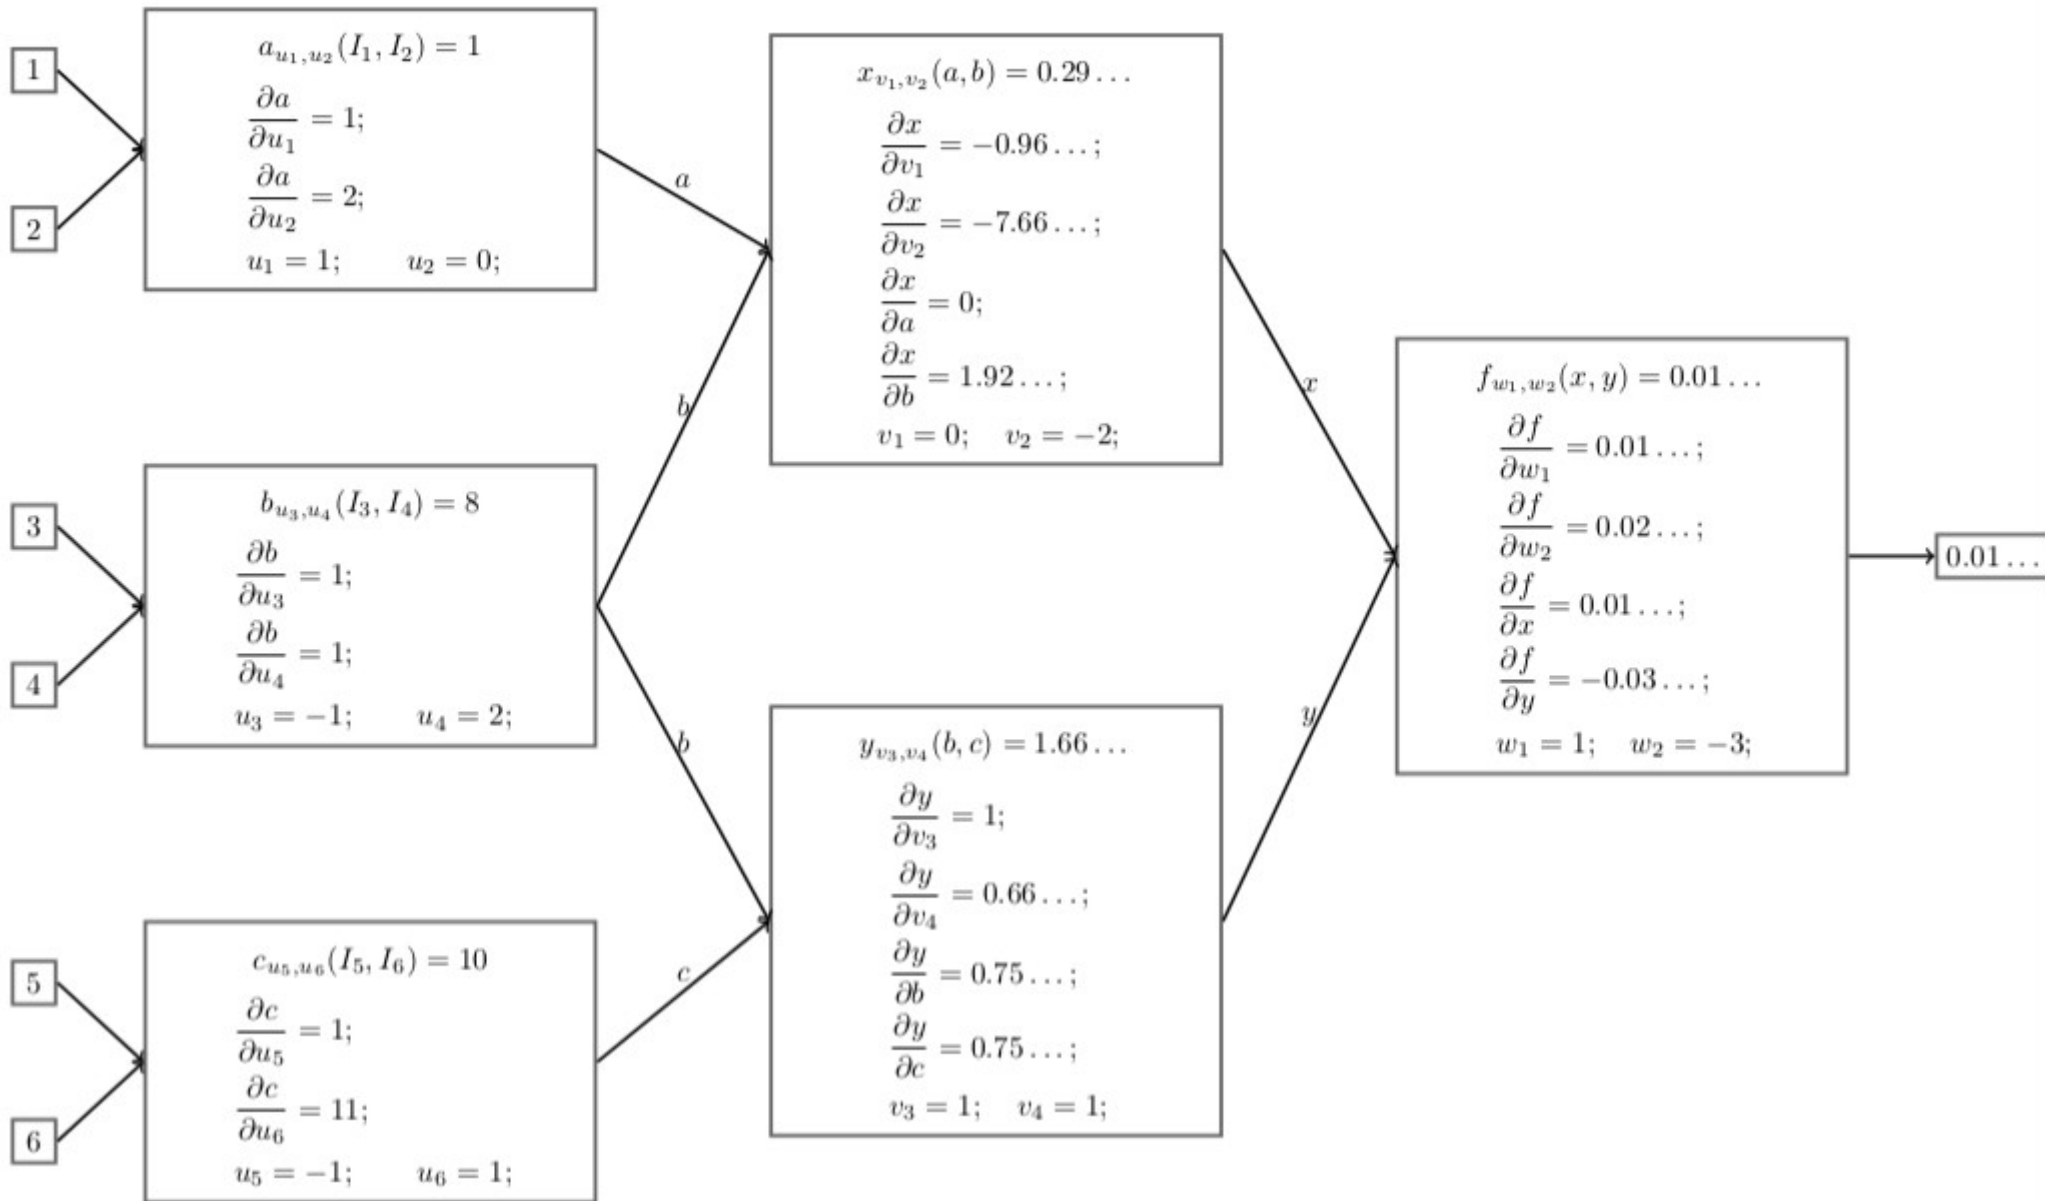 1
2
a_{u_1,u_2}(I_1, I_2) = 1
∂a/∂u_1 = 1;
∂a/∂u_2 = 2;
u_1 = 1; u_2 = 0;
3
4
b_{u_3,u_4}(I_3, I_4) = 8
∂b/∂u_3 = 1;
∂b/∂u_4 = 1;
u_3 = −1; u_4 = 2;
5
6
c_{u_5,u_6}(I_5, I_6) = 10
∂c/∂u_5 = 1;
∂c/∂u_6 = 11;
u_5 = −1; u_6 = 1;
a
b
b
c
x_{v_1,v_2}(a, b) = 0.29...
∂x/∂v_1 = −0.96...;
∂x/∂v_2 = −7.66...;
∂x/∂a = 0;
∂x/∂b = 1.92...;
v_1 = 0; v_2 = −2;
y_{v_3,v_4}(b, c) = 1.66...
∂y/∂v_3 = 1;
∂y/∂v_4 = 0.66...;
∂y/∂b = 0.75...;
∂y/∂c = 0.75...;
v_3 = 1; v_4 = 1;
x
y
f_{w_1,w_2}(x, y) = 0.01...
∂f/∂w_1 = 0.01...;
∂f/∂w_2 = 0.02...;
∂f/∂x = 0.01...;
∂f/∂y = −0.03...;
w_1 = 1; w_2 = −3;
0.01...